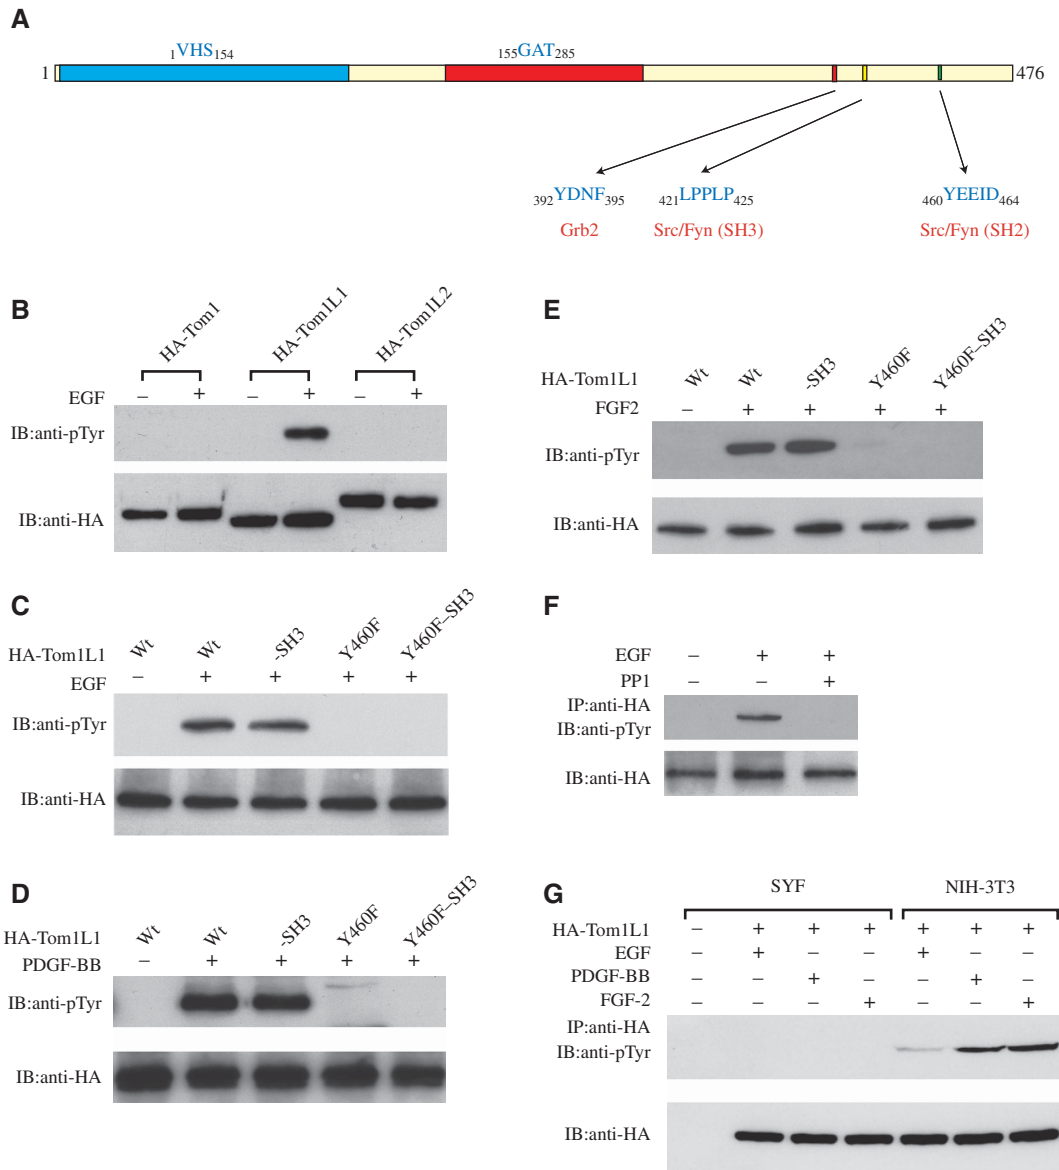 A
1VHS154
155GAT285
1
476
392YDNF395
421LPPLP425
460YEEID464
Grb2
Src/Fyn (SH3)
Src/Fyn (SH2)
B
HA-Tom1
HA-Tom1L1
HA-Tom1L2
EGF – + – + – +
IB:anti-pTyr
IB:anti-HA
C
HA-Tom1L1 Wt Wt -SH3 Y460F Y460F–SH3
EGF – + + + +
IB:anti-pTyr
IB:anti-HA
D
HA-Tom1L1 Wt Wt -SH3 Y460F Y460F–SH3
PDGF-BB – + + + +
IB:anti-pTyr
IB:anti-HA
E
HA-Tom1L1 Wt Wt -SH3 Y460F Y460F–SH3
FGF2 – + + + +
IB:anti-pTyr
IB:anti-HA
F
EGF – + +
PP1 – – +
IP:anti-HA
IB:anti-pTyr
IB:anti-HA
G
SYF NIH-3T3
HA-Tom1L1 – + + + + + +
EGF – + – – + – –
PDGF-BB – – + – – + –
FGF-2 – – – + – – +
IP:anti-HA
IB:anti-pTyr
IB:anti-HA